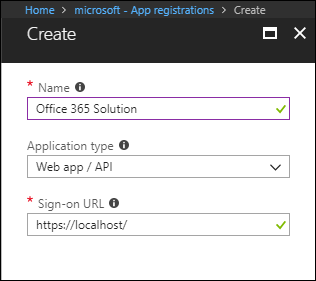 Home > microsoft - App registrations > Create
Create
* Name
Office 365 Solution
Application type
Web app / API
* Sign-on URL
https://localhost/